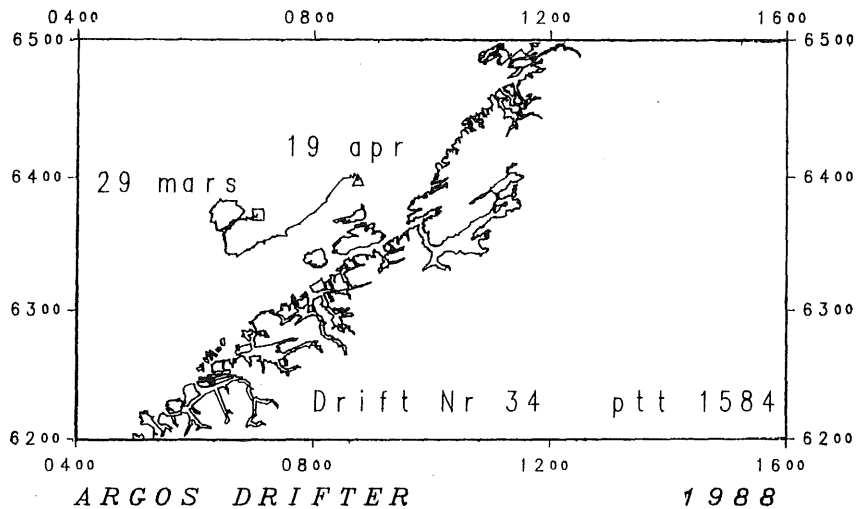 0400 0800 1200 1600
6500 6500
19 apr
6400 6400
29 mars
6300 6300
Drift Nr 34 ptt 1584
6200 6200
0400 0800 1200 1600
ARGOS DRIFTER 1988